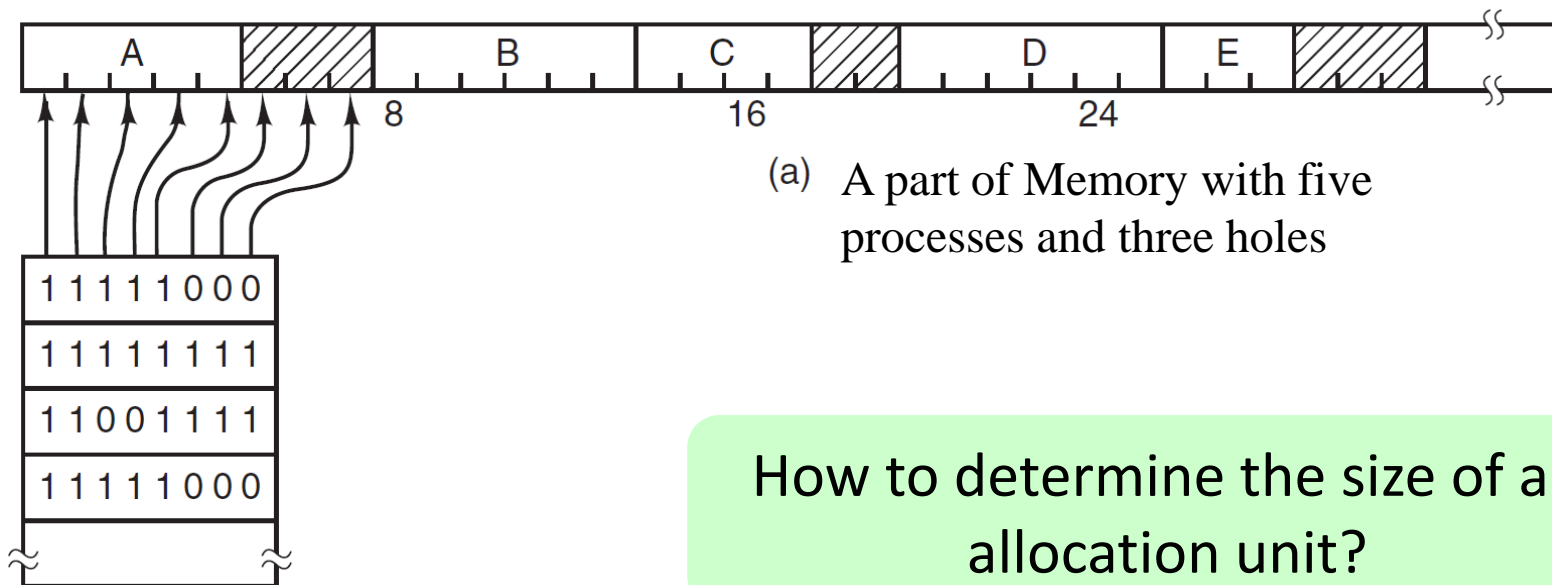 A B C D E
8 16 24
(a) A part of Memory with five
processes and three holes
1 1 1 1 1 0 0 0
1 1 1 1 1 1 1 1
1 1 0 0 1 1 1 1
1 1 1 1 1 0 0 0
How to determine the size of a
allocation unit?